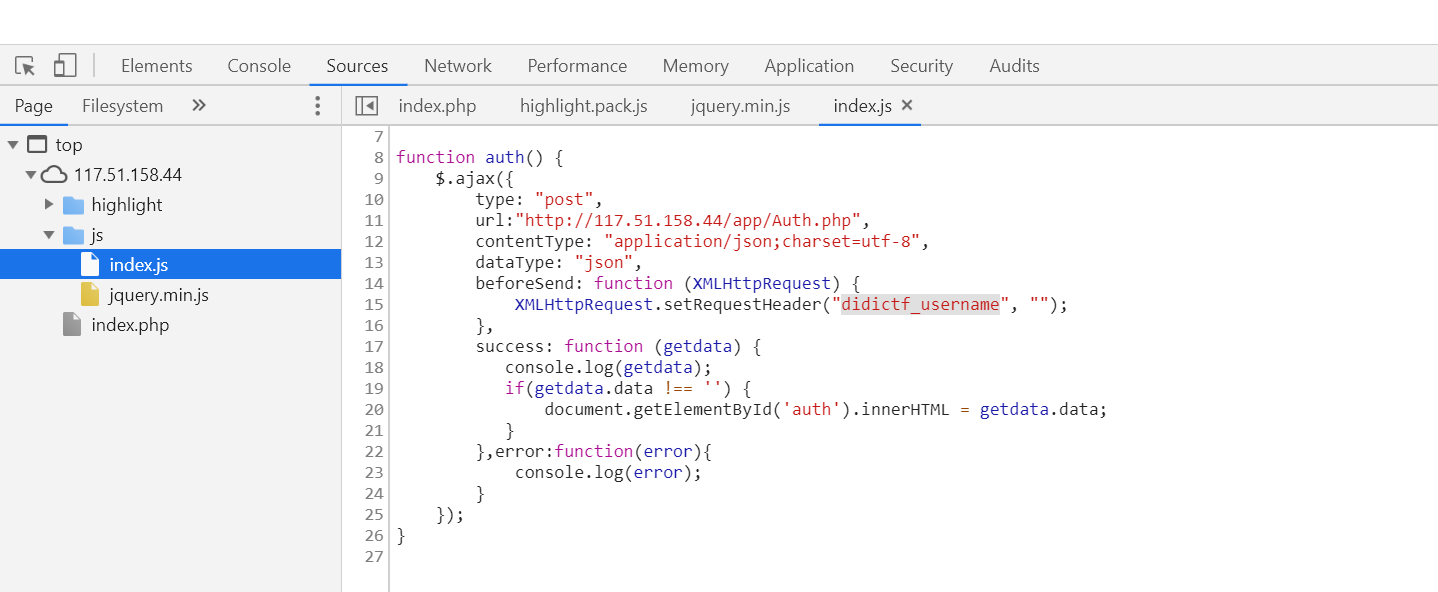 Elements Console Sources Network Performance Memory Application Security Audits
Page Filesystem » index.php highlight.pack.js jquery.min.js index.js ×
top
117.51.158.44
highlight
js
index.js
jquery.min.js
index.php
7
8 function auth() {
9     $.ajax({
10         type: "post",
11         url:"http://117.51.158.44/app/Auth.php",
12         contentType: "application/json;charset=utf-8",
13         dataType: "json",
14         beforeSend: function (XMLHttpRequest) {
15             XMLHttpRequest.setRequestHeader("didictf_username", "");
16         },
17         success: function (getdata) {
18            console.log(getdata);
19            if(getdata.data !== '') {
20                document.getElementById('auth').innerHTML = getdata.data;
21            }
22         },error:function(error){
23             console.log(error);
24         }
25     });
26 }
27